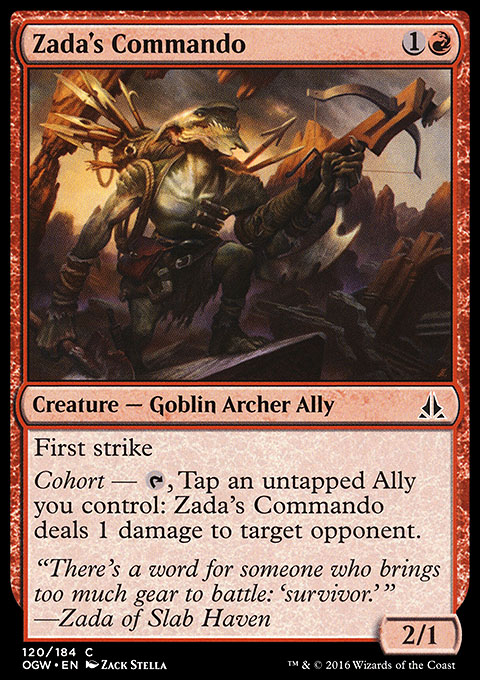 Zada's Commando 1
Creature — Goblin Archer Ally
First strike
Cohort — , Tap an untapped Ally
you control: Zada's Commando
deals 1 damage to target opponent.
"There's a word for someone who brings
too much gear to battle: 'survivor.'"
—Zada of Slab Haven
2/1
120/184 C
OGW • EN Zack Stella
™ & © 2016 Wizards of the Coast